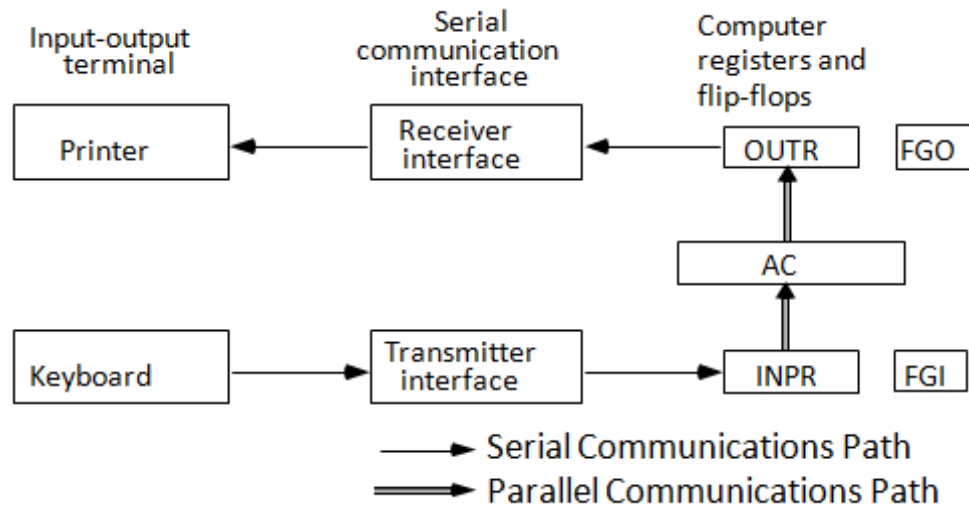 Input-output
terminal
Serial
communication
interface
Computer
registers and
flip-flops
Printer
Receiver
interface
OUTR
FGO
AC
Keyboard
Transmitter
interface
INPR
FGI
Serial Communications Path
Parallel Communications Path